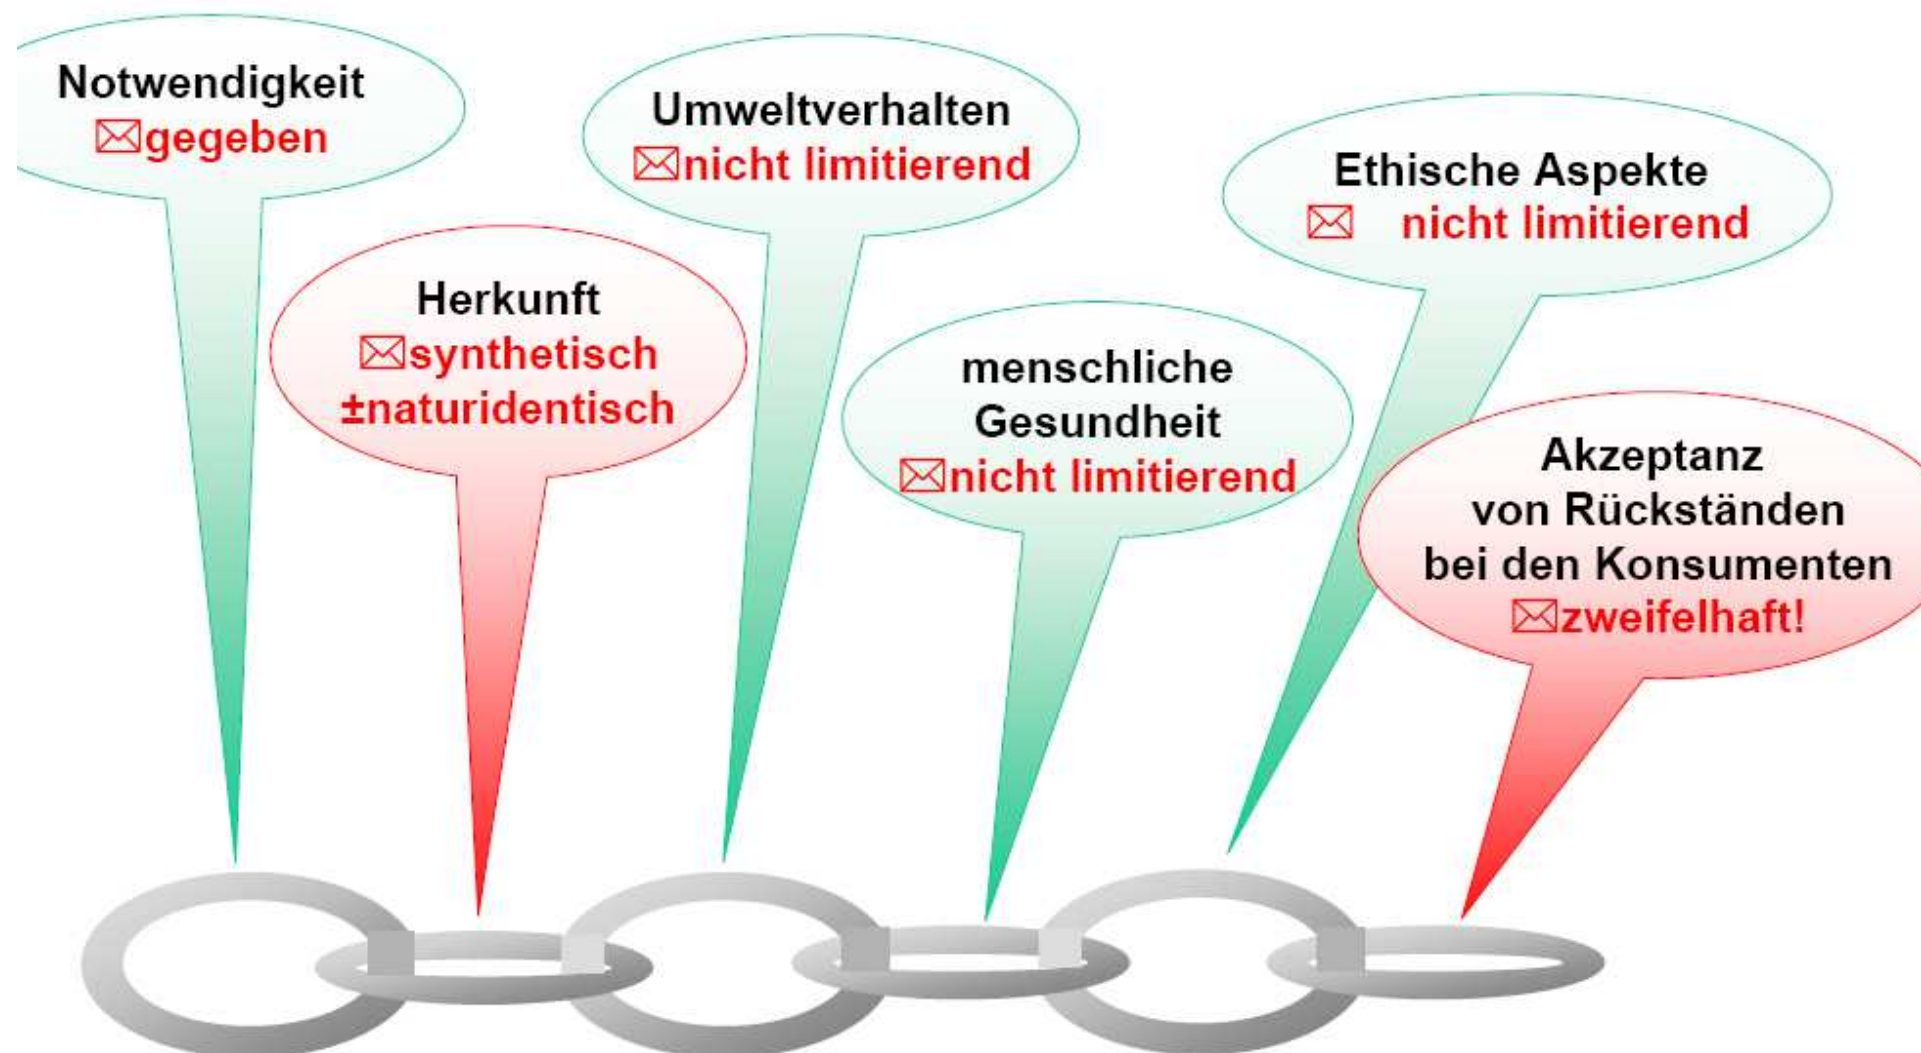 Notwendigkeit
✉gegeben
Herkunft
✉synthetisch
±naturidentisch
Umweltverhalten
✉nicht limitierend
menschliche
Gesundheit
✉nicht limitierend
Ethische Aspekte
✉ nicht limitierend
Akzeptanz
von Rückständen
bei den Konsumenten
✉zweifelhaft!